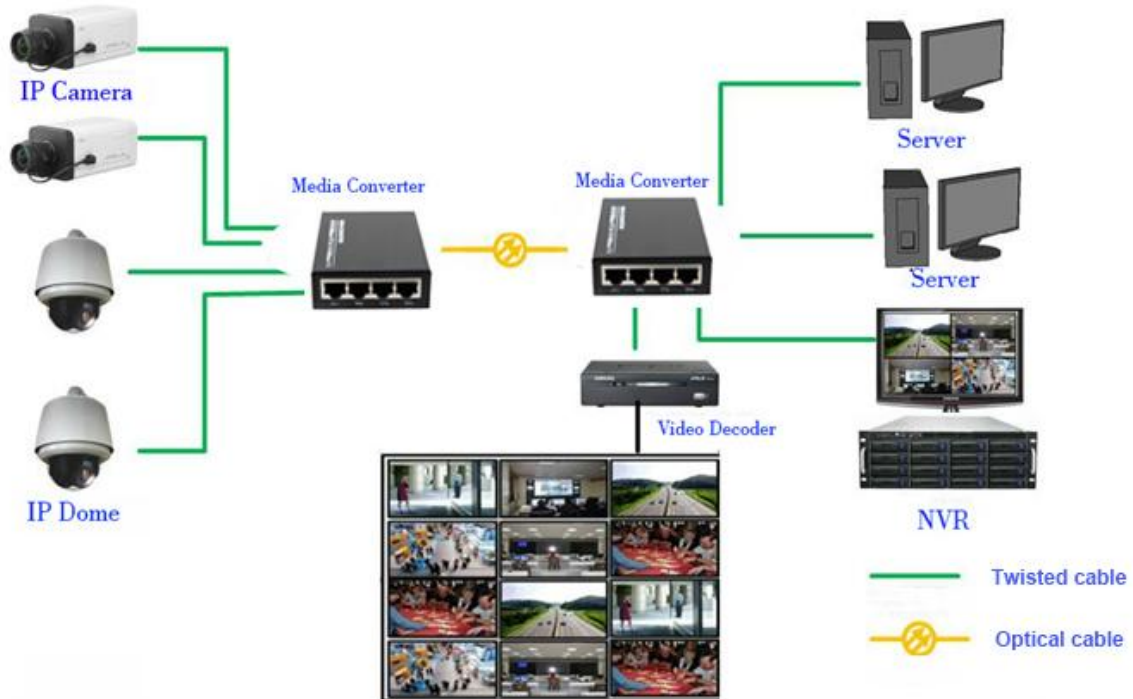 IP Camera
Media Converter
Media Converter
Server
Server
Video Decoder
IP Dome
NVR
Twisted cable
Optical cable